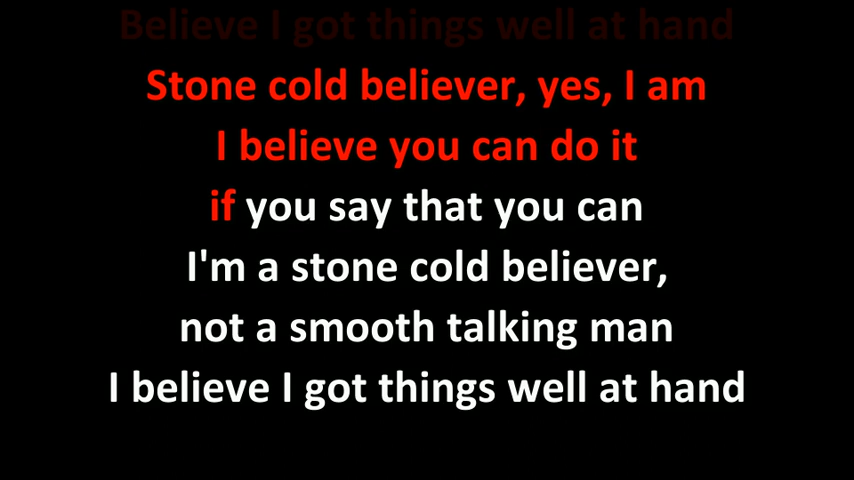 Believe I got things well at hand
Stone cold believer, yes, I am
I believe you can do it
if you say that you can
I'm a stone cold believer,
not a smooth talking man
I believe I got things well at hand